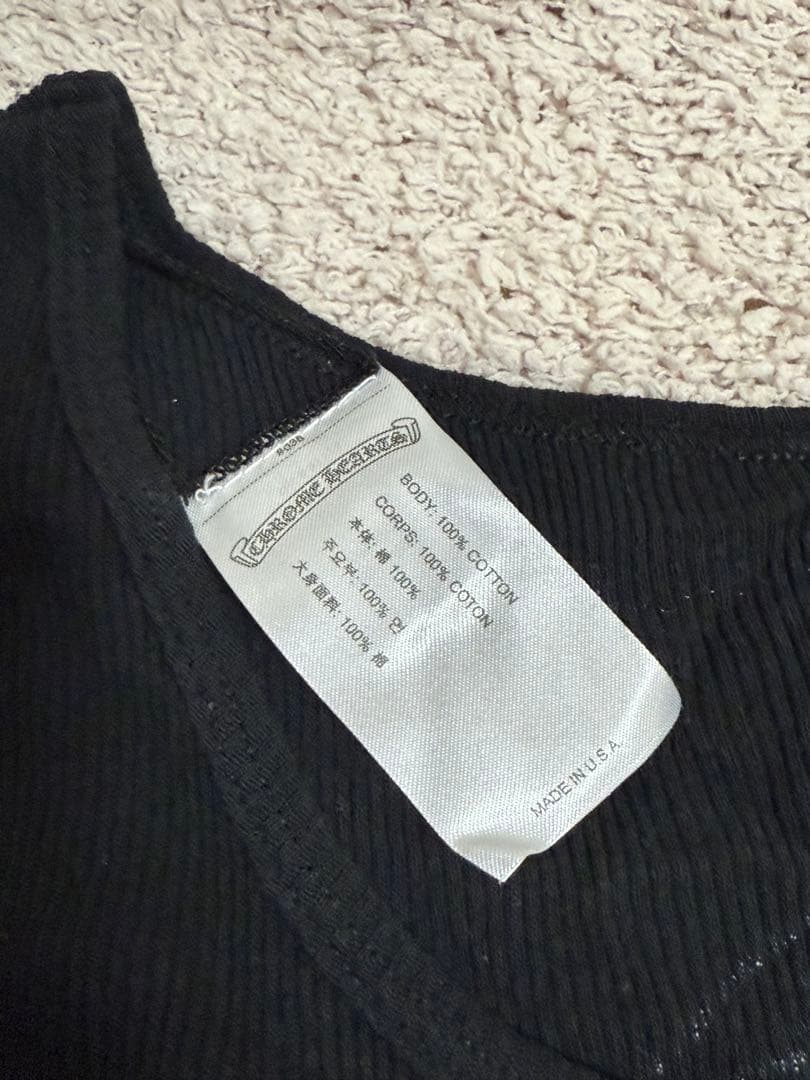 CHROME HEARTS
BODY: 100% COTTON
CORPS: 100% COTON
本体: 棉 100%
주요부: 100% 면
大身面料: 100% 棉
MADE IN U.S.A